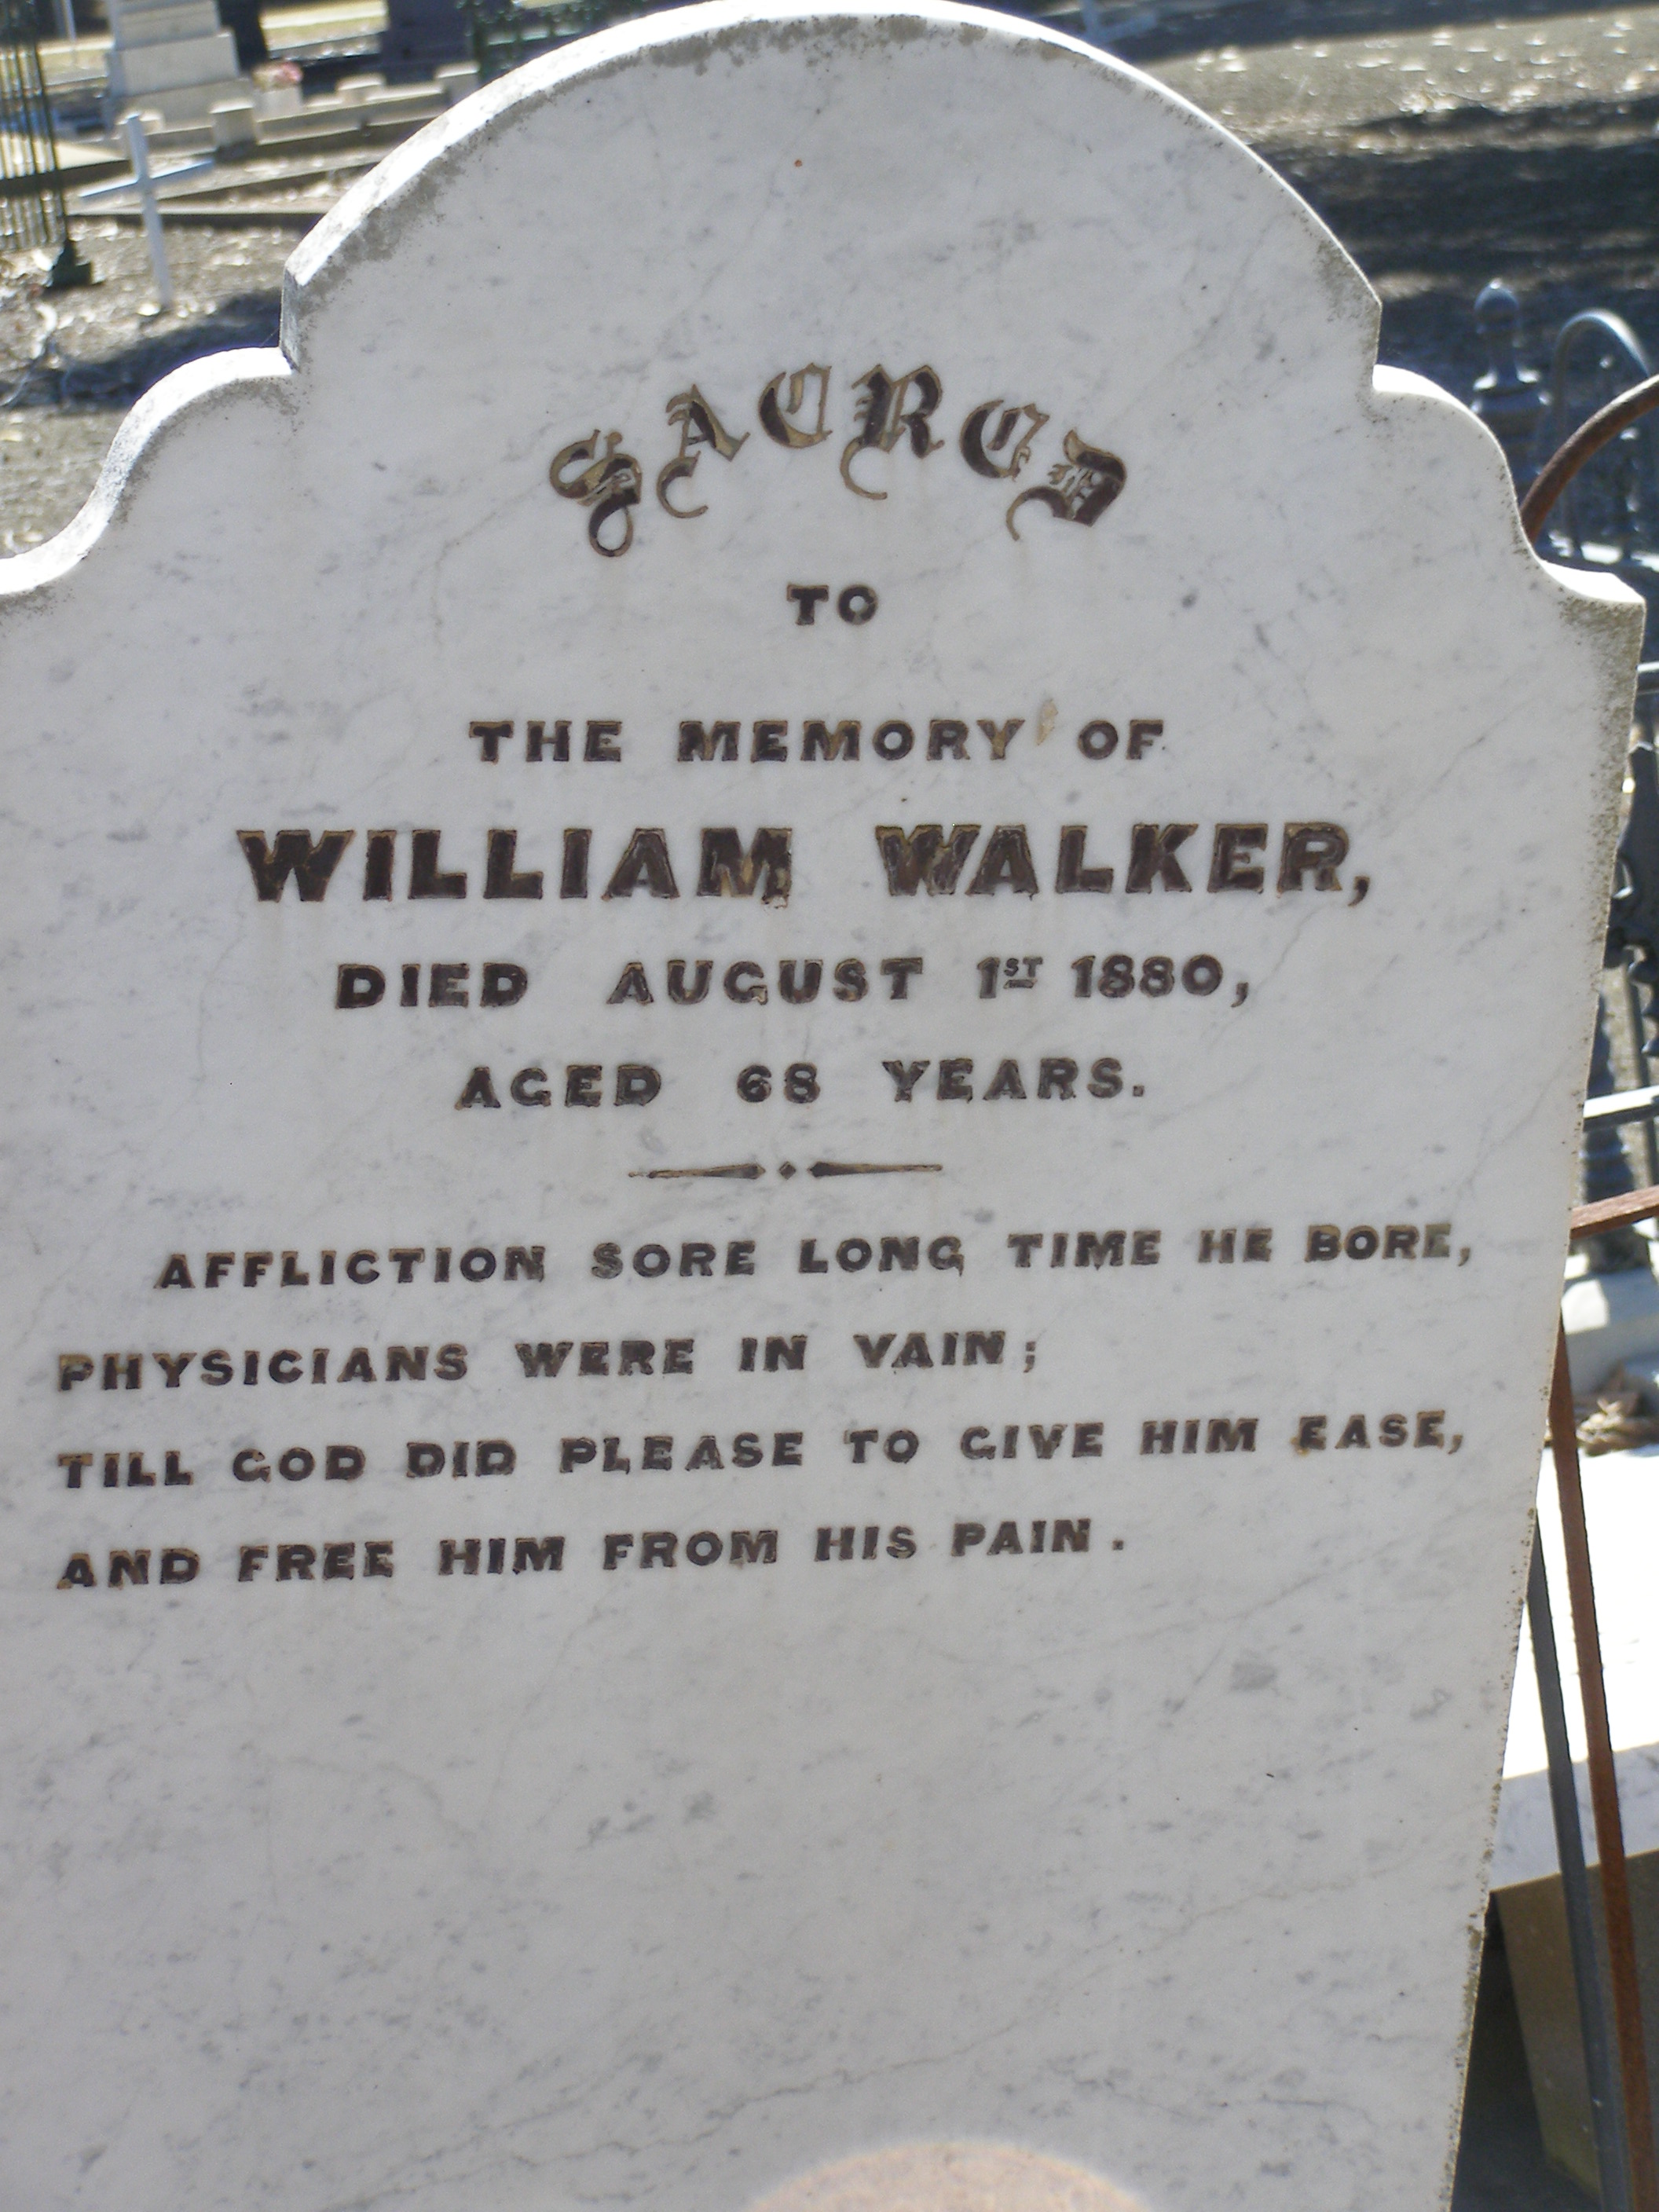 SACRED
TO
THE MEMORY OF
WILLIAM WALKER,
DIED AUGUST 1ST 1880,
AGED 68 YEARS.
AFFLICTION SORE LONG TIME HE BORE,
PHYSICIANS WERE IN VAIN;
TILL GOD DID PLEASE TO GIVE HIM EASE,
AND FREE HIM FROM HIS PAIN.